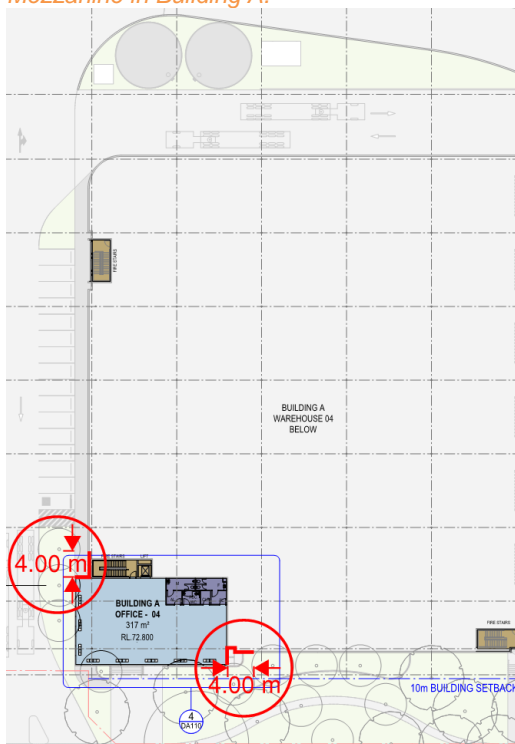 Mezzanine in Building A.
FIRE STAIRS
BUILDING A
WAREHOUSE 04
BELOW
4.00 m
FIRE STAIRS
LIFT
BUILDING A
OFFICE - 04
317 m²
RL.72.800
FIRE STAIRS
4.00 m
10m BUILDING SETBACK
4
DA110